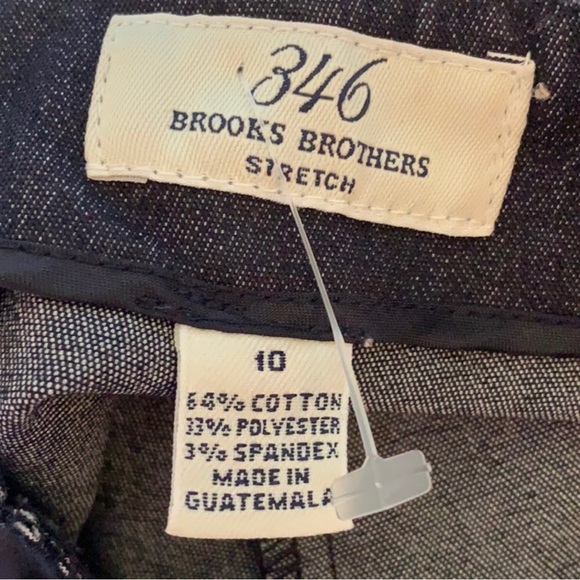 346
BROOKS BROTHERS
STRETCH
10
64% COTTON
33% POLYESTER
3% SPANDEX
MADE IN
GUATEMALA